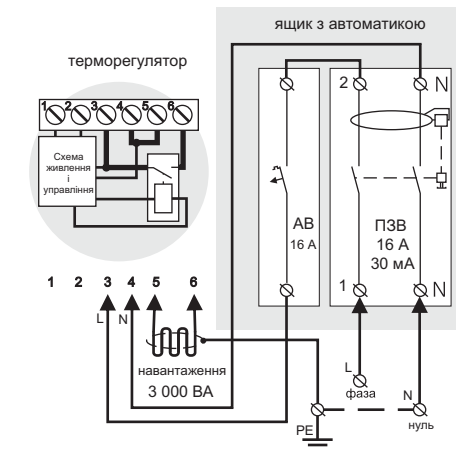 ящик з автоматикою
терморегулятор
1 2 3 4 5 6
Схема
живлення
і
управління
2 N
АВ
16 А
ПЗВ
16 А
30 мА
1 N
1 2 3 4 5 6
L N
навантаження
3 000 ВА
L
фаза
N
нуль
PE